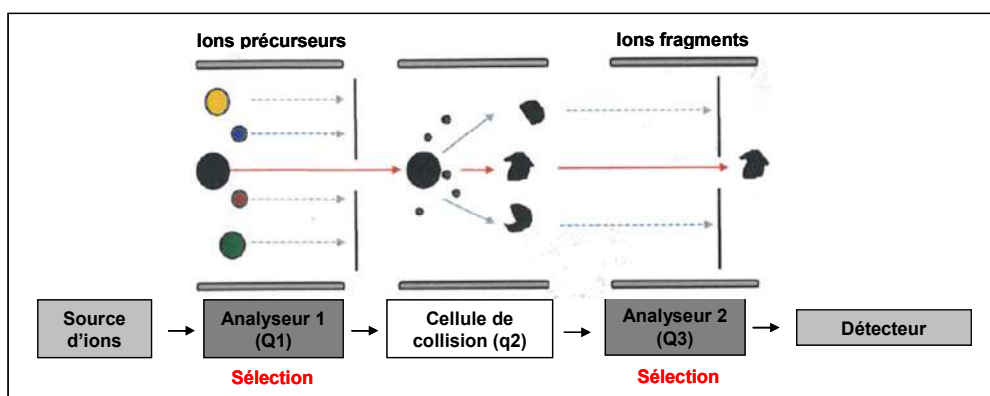 Ions précurseurs
Ions fragments
Source
d'ions
Analyseur 1
(Q1)
Cellule de
collision (q2)
Analyseur 2
(Q3)
Détecteur
Sélection
Sélection